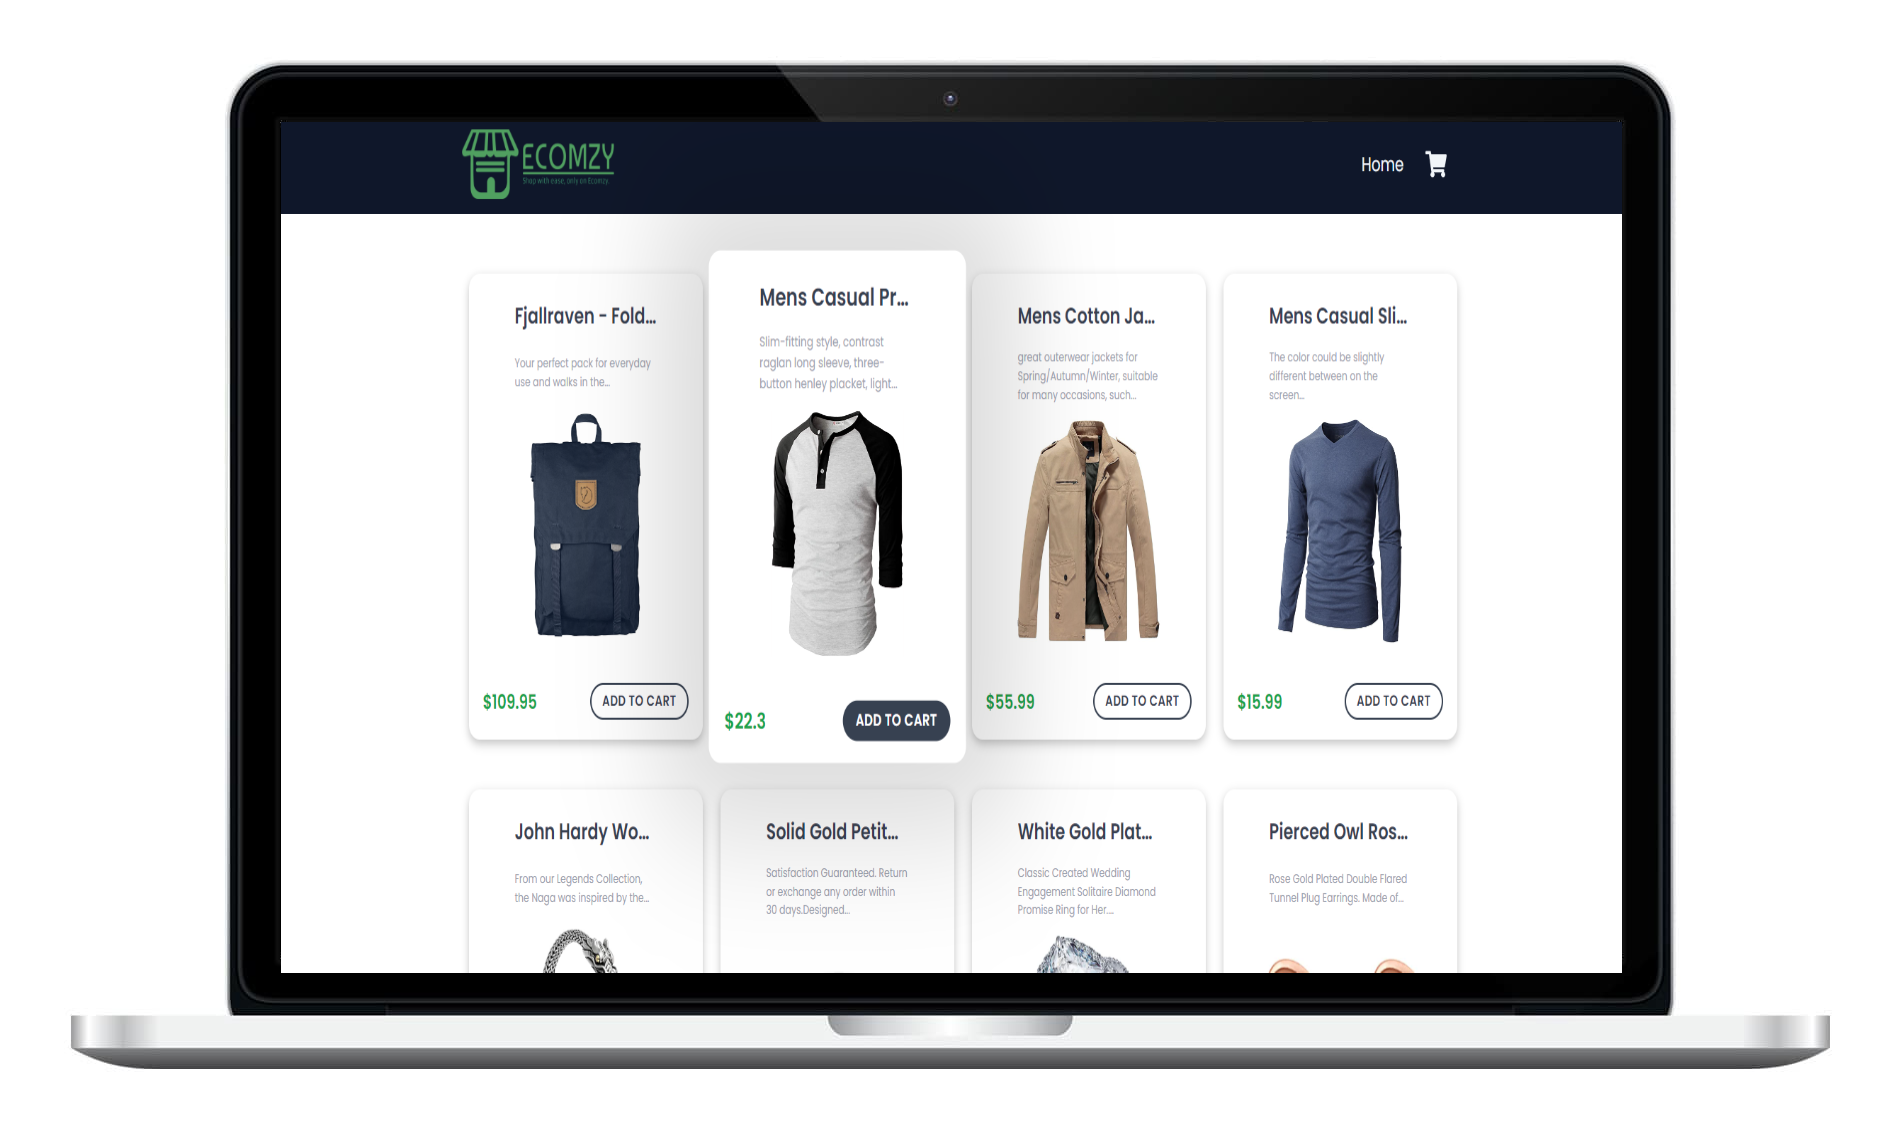 ECOMZY
Shop with ease, only on Ecomzy.
Home
Fjallraven - Fold...
Your perfect pack for everyday
use and walks in the...
$109.95
ADD TO CART
Mens Casual Pr...
Slim-fitting style, contrast
raglan long sleeve, three-
button henley placket, light...
$22.3
ADD TO CART
Mens Cotton Ja...
great outerwear jackets for
Spring/Autumn/Winter, suitable
for many occasions, such...
$55.99
ADD TO CART
Mens Casual Sli...
The color could be slightly
different between on the
screen...
$15.99
ADD TO CART
John Hardy Wo...
From our Legends Collection,
the Naga was inspired by the...
Solid Gold Petit...
Satisfaction Guaranteed. Return
or exchange any order within
30 days.Designed...
White Gold Plat...
Classic Created Wedding
Engagement Solitaire Diamond
Promise Ring for Her....
Pierced Owl Ros...
Rose Gold Plated Double Flared
Tunnel Plug Earrings. Made of...